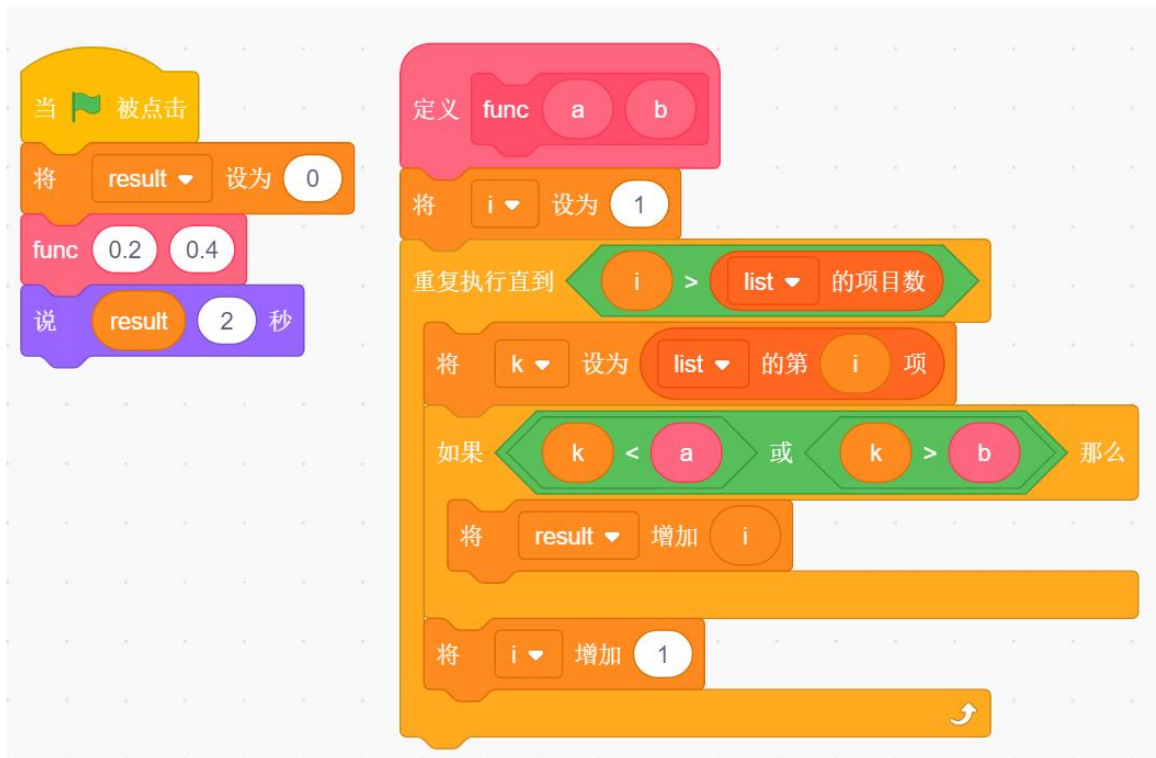 当 被点击
将 result 设为 0
func 0.2 0.4
说 result 2 秒
定义 func a b
将 i 设为 1
重复执行直到 i > list 的项目数
将 k 设为 list 的第 i 项
如果 k < a 或 k > b 那么
将 result 增加 i
将 i 增加 1